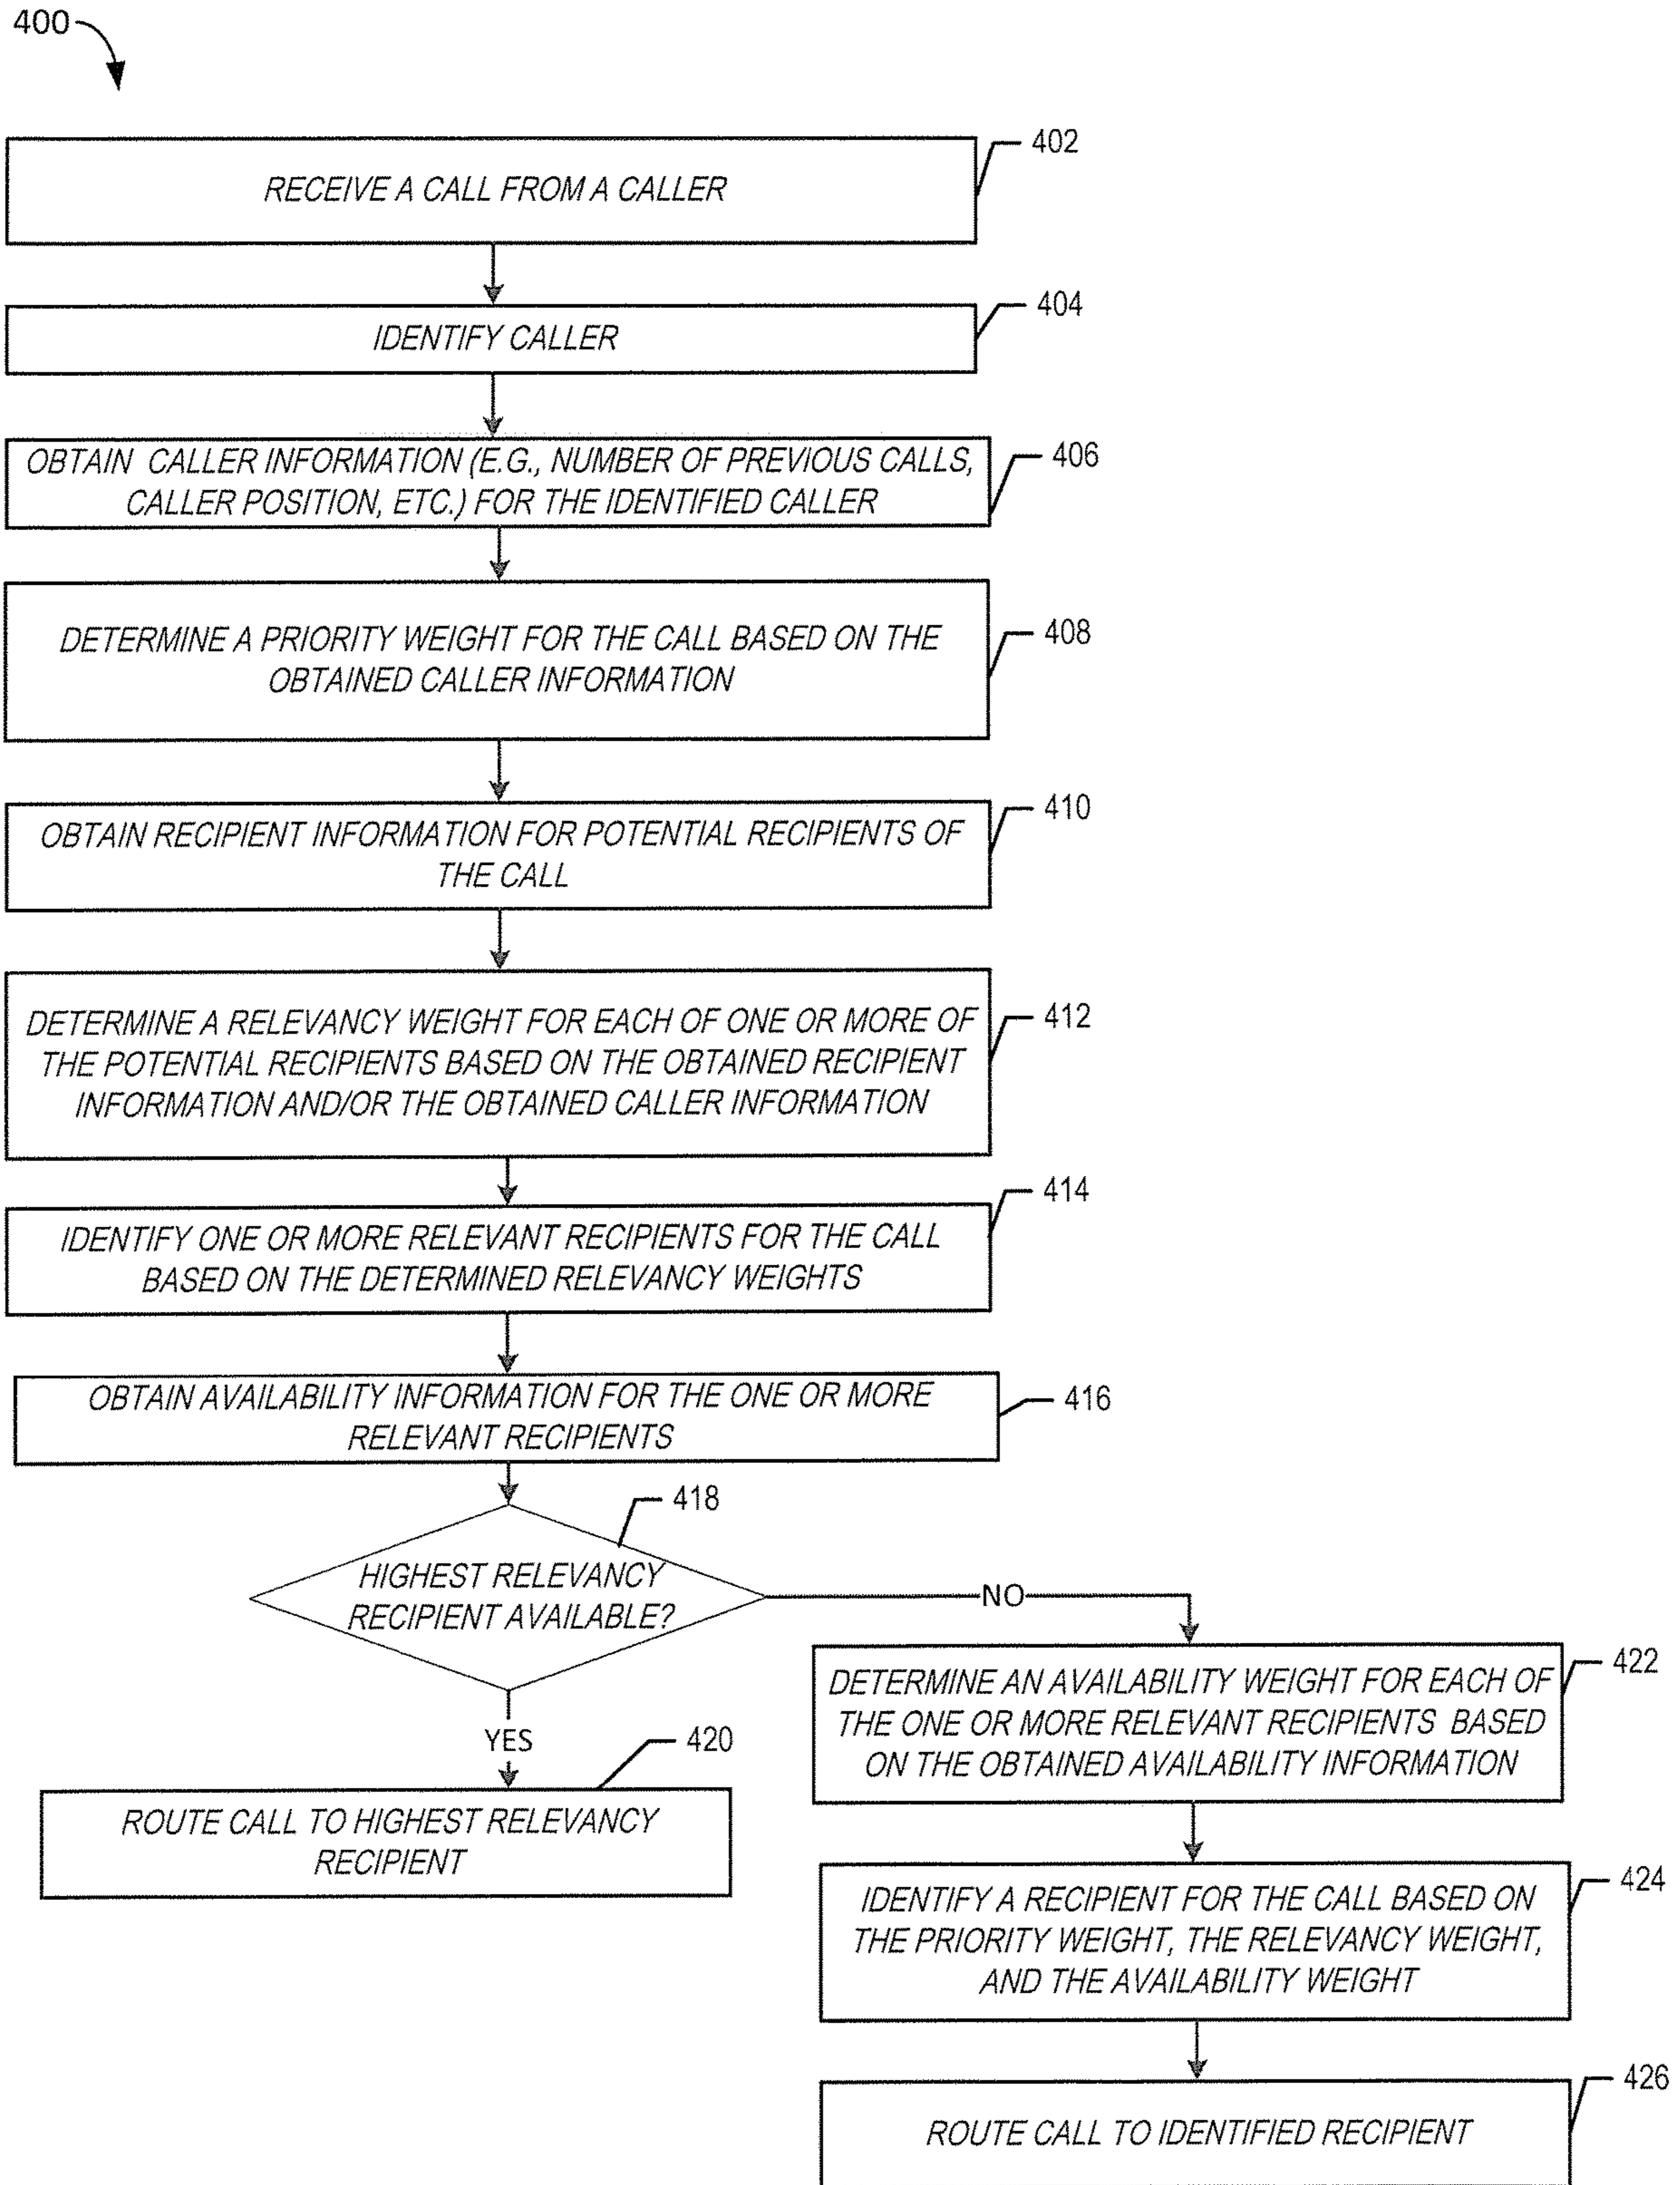 400
402
RECEIVE A CALL FROM A CALLER
404
IDENTIFY CALLER
406
OBTAIN CALLER INFORMATION (E.G., NUMBER OF PREVIOUS CALLS,
CALLER POSITION, ETC.) FOR THE IDENTIFIED CALLER
408
DETERMINE A PRIORITY WEIGHT FOR THE CALL BASED ON THE
OBTAINED CALLER INFORMATION
410
OBTAIN RECIPIENT INFORMATION FOR POTENTIAL RECIPIENTS OF
THE CALL
412
DETERMINE A RELEVANCY WEIGHT FOR EACH OF ONE OR MORE OF
THE POTENTIAL RECIPIENTS BASED ON THE OBTAINED RECIPIENT
INFORMATION AND/OR THE OBTAINED CALLER INFORMATION
414
IDENTIFY ONE OR MORE RELEVANT RECIPIENTS FOR THE CALL
BASED ON THE DETERMINED RELEVANCY WEIGHTS
416
OBTAIN AVAILABILITY INFORMATION FOR THE ONE OR MORE
RELEVANT RECIPIENTS
418
HIGHEST RELEVANCY
RECIPIENT AVAILABLE?
NO
YES
420
ROUTE CALL TO HIGHEST RELEVANCY
RECIPIENT
422
DETERMINE AN AVAILABILITY WEIGHT FOR EACH OF
THE ONE OR MORE RELEVANT RECIPIENTS BASED
ON THE OBTAINED AVAILABILITY INFORMATION
424
IDENTIFY A RECIPIENT FOR THE CALL BASED ON
THE PRIORITY WEIGHT, THE RELEVANCY WEIGHT,
AND THE AVAILABILITY WEIGHT
426
ROUTE CALL TO IDENTIFIED RECIPIENT